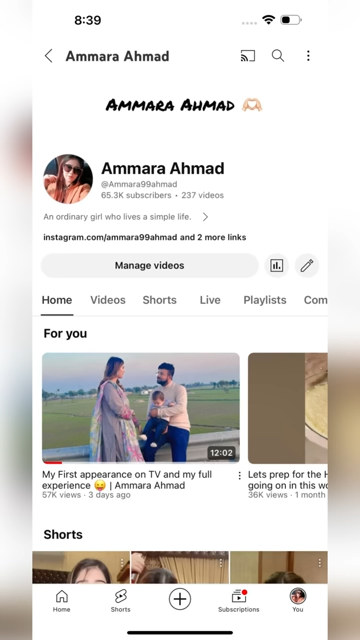 8:39
Ammara Ahmad
AMMARA AHMAD 🫶🏻
Ammara Ahmad
@Ammara99ahmad
65.3K subscribers • 237 videos
An ordinary girl who lives a simple life.
instagram.com/ammara99ahmad and 2 more links
Manage videos
Home Videos Shorts Live Playlists Com
For you
12:02
My First appearance on TV and my full
experience 😜 | Ammara Ahmad
57K views · 3 days ago
Lets prep for the H
going on in this wo
36K views · 1 month
Shorts
Home Shorts Subscriptions You